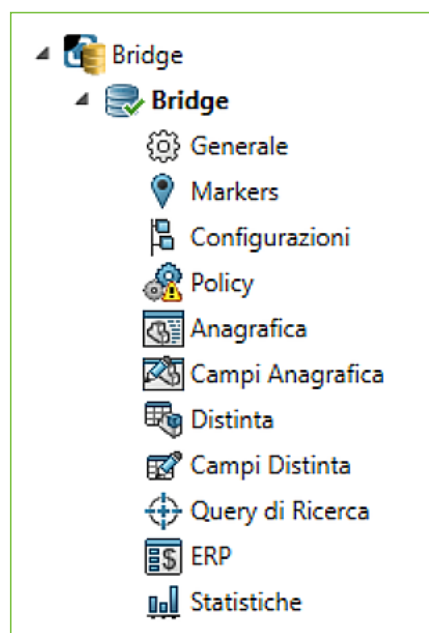 Bridge
Bridge
Generale
Markers
Configurazioni
Policy
Anagrafica
Campi Anagrafica
Distinta
Campi Distinta
Query di Ricerca
ERP
Statistiche